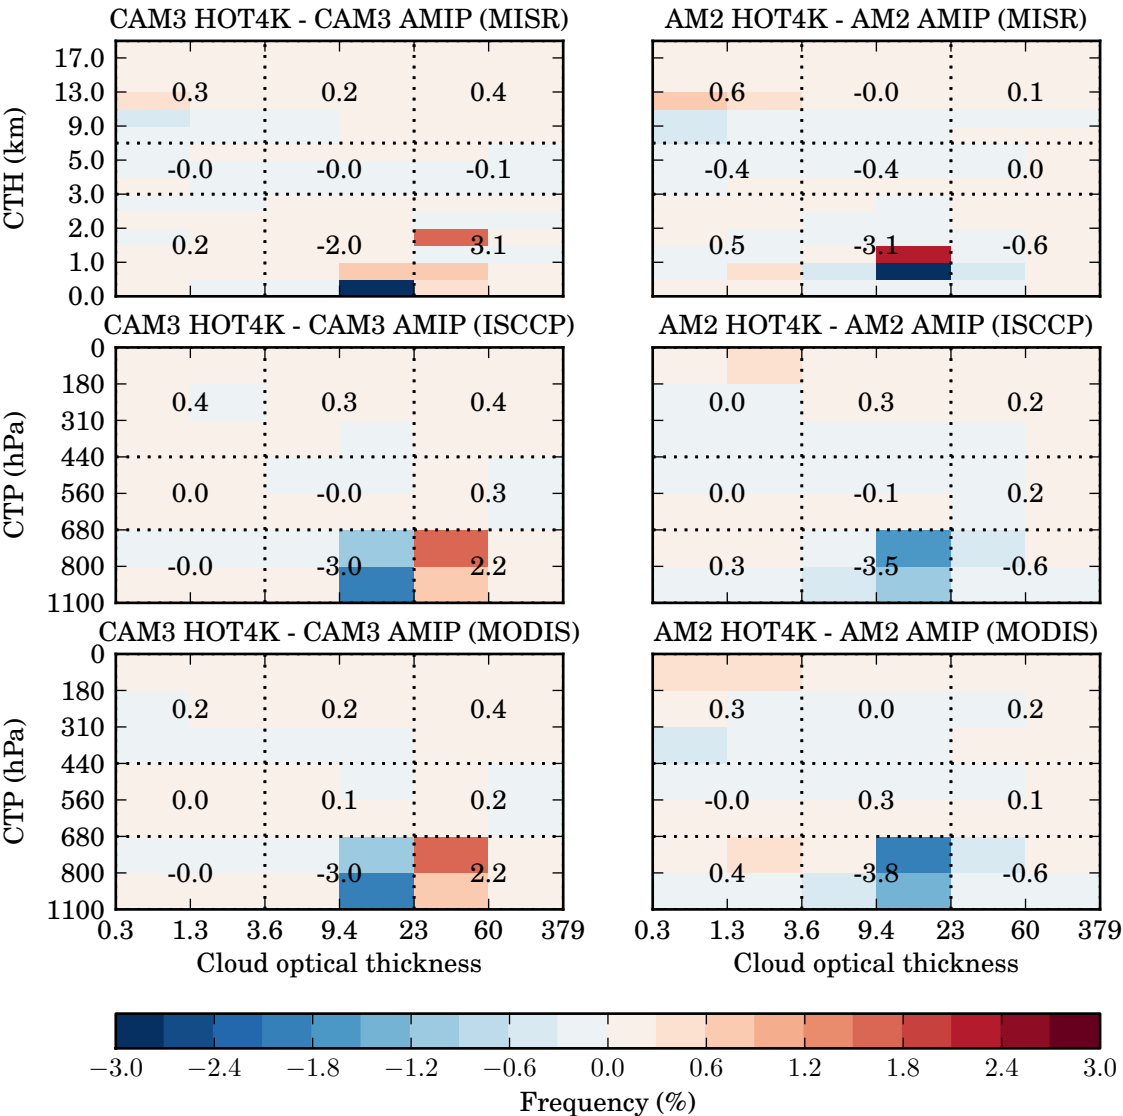 CAM3 HOT4K - CAM3 AMIP (MISR)
AM2 HOT4K - AM2 AMIP (MISR)
CTH (km)
17.0
13.0
9.0
5.0
3.0
2.0
1.0
0.0
0.3 0.2 0.4
-0.0 -0.0 -0.1
0.2 -2.0 3.1
0.6 -0.0 0.1
-0.4 -0.4 0.0
0.5 -3.1 -0.6
CAM3 HOT4K - CAM3 AMIP (ISCCP)
AM2 HOT4K - AM2 AMIP (ISCCP)
CTP (hPa)
0
180
310
440
560
680
800
1100
0.4 0.3 0.4
0.0 -0.0 0.3
-0.0 -3.0 2.2
0.0 0.3 0.2
0.0 -0.1 0.2
0.3 -3.5 -0.6
CAM3 HOT4K - CAM3 AMIP (MODIS)
AM2 HOT4K - AM2 AMIP (MODIS)
CTP (hPa)
0
180
310
440
560
680
800
1100
0.2 0.2 0.4
0.0 0.1 0.2
-0.0 -3.0 2.2
0.3 0.0 0.2
-0.0 0.3 0.1
0.4 -3.8 -0.6
0.3 1.3 3.6 9.4 23 60 379
0.3 1.3 3.6 9.4 23 60 379
Cloud optical thickness
Cloud optical thickness
−3.0 −2.4 −1.8 −1.2 −0.6 0.0 0.6 1.2 1.8 2.4 3.0
Frequency (%)